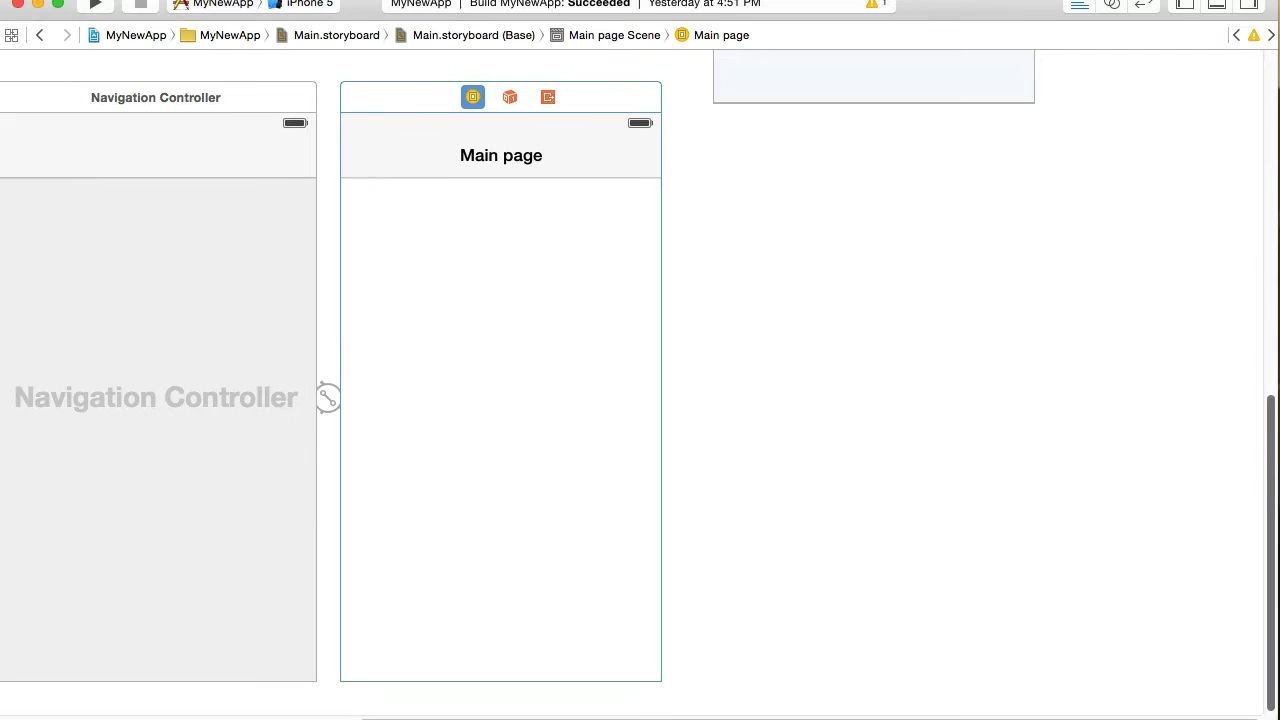 MyNewApp iPhone 5 MyNewApp | Build MyNewApp: Succeeded | Yesterday at 4:51 PM 1
MyNewApp MyNewApp Main.storyboard Main.storyboard (Base) Main page Scene Main page
Navigation Controller
Main page
Navigation Controller